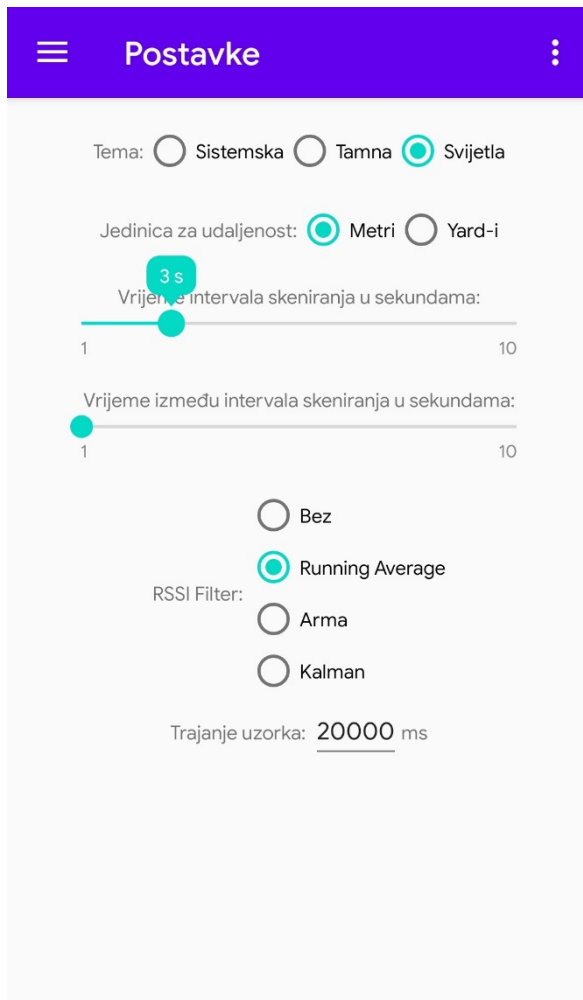 Postavke
Tema: Sistemska Tamna Svijetla
Jedinica za udaljenost: Metri Yard-i
3 s
Vrijeme intervala skeniranja u sekundama:
1 10
Vrijeme između intervala skeniranja u sekundama:
1 10
Bez
Running Average
RSSI Filter:
Arma
Kalman
Trajanje uzorka: 20000 ms